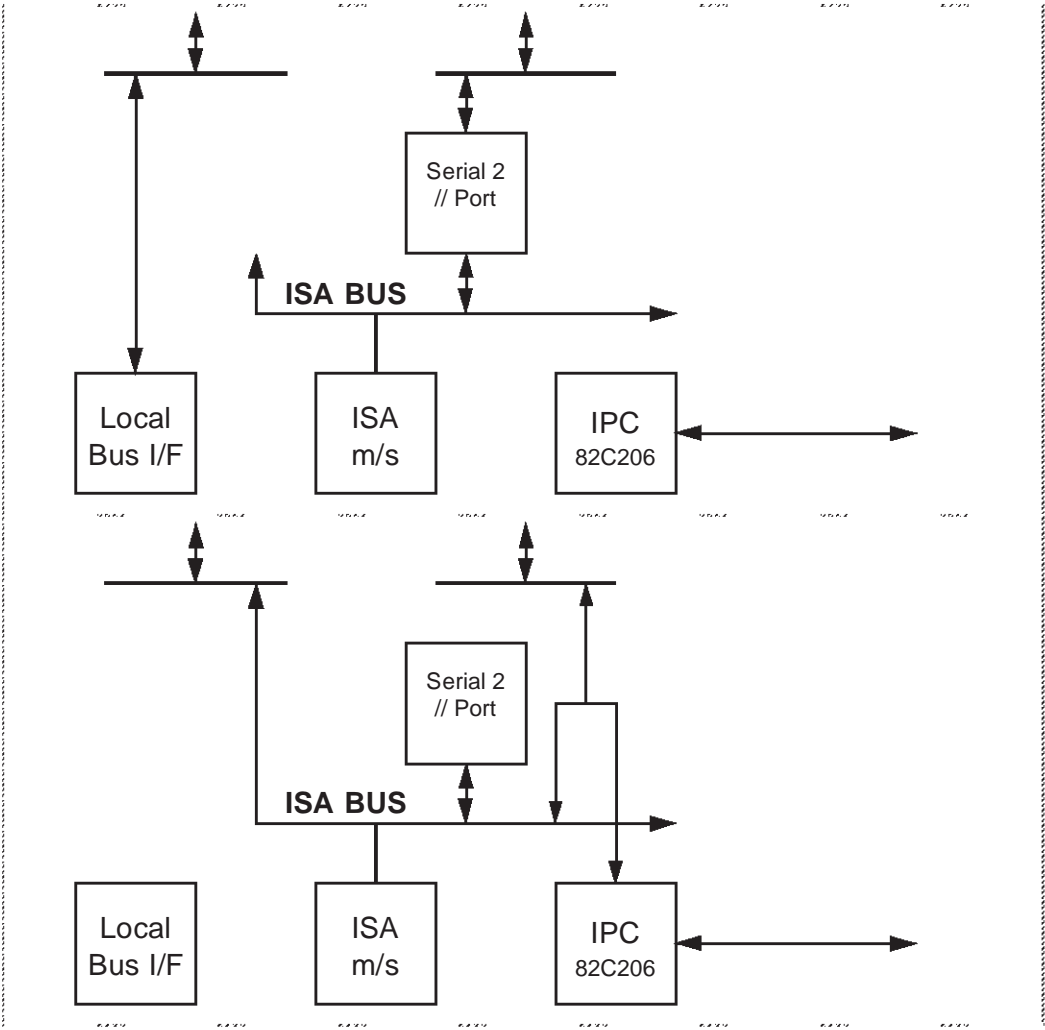 Serial 2
// Port
ISA BUS
Local
Bus I/F
ISA
m/s
IPC
82C206
Serial 2
// Port
ISA BUS
Local
Bus I/F
ISA
m/s
IPC
82C206